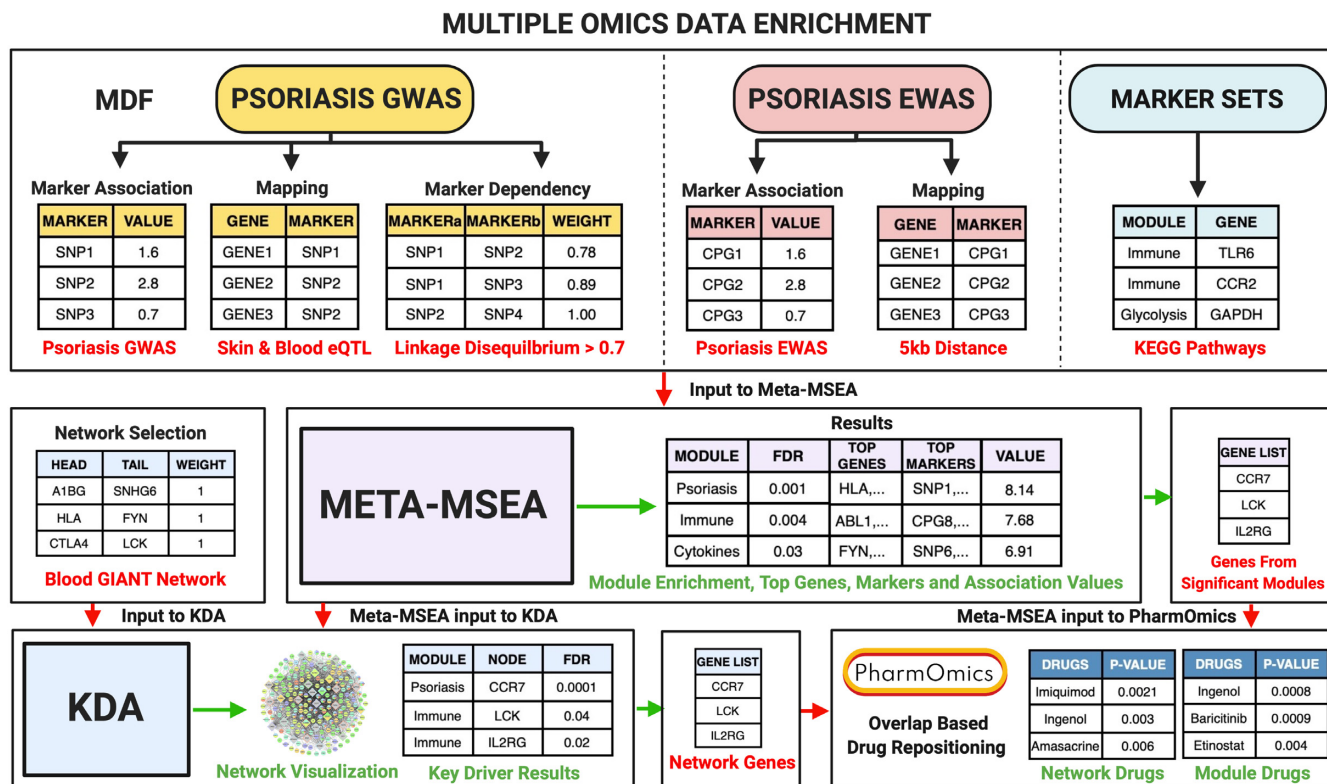 MULTIPLE OMICS DATA ENRICHMENT
MDF
PSORIASIS GWAS
Marker Association
MARKER VALUE
SNP1 1.6
SNP2 2.8
SNP3 0.7
Psoriasis GWAS
Mapping
GENE MARKER
GENE1 SNP1
GENE2 SNP2
GENE3 SNP2
Skin & Blood eQTL
Marker Dependency
MARKERa MARKERb WEIGHT
SNP1 SNP2 0.78
SNP1 SNP3 0.89
SNP2 SNP4 1.00
Linkage Disequilbrium > 0.7
PSORIASIS EWAS
Marker Association
MARKER VALUE
CPG1 1.6
CPG2 2.8
CPG3 0.7
Psoriasis EWAS
Mapping
GENE MARKER
GENE1 CPG1
GENE2 CPG2
GENE3 CPG3
5kb Distance
MARKER SETS
MODULE GENE
Immune TLR6
Immune CCR2
Glycolysis GAPDH
KEGG Pathways
Input to Meta-MSEA
Network Selection
HEAD TAIL WEIGHT
A1BG SNHG6 1
HLA FYN 1
CTLA4 LCK 1
Blood GIANT Network
META-MSEA
Results
MODULE FDR TOP GENES TOP MARKERS VALUE
Psoriasis 0.001 HLA,... SNP1,... 8.14
Immune 0.004 ABL1,... CPG8,... 7.68
Cytokines 0.03 FYN,... SNP6,... 6.91
Module Enrichment, Top Genes, Markers and Association Values
GENE LIST
CCR7
LCK
IL2RG
Genes From
Significant Modules
Input to KDA
Meta-MSEA input to KDA
Meta-MSEA input to PharmOmics
KDA
Network Visualization
MODULE NODE FDR
Psoriasis CCR7 0.0001
Immune LCK 0.04
Immune IL2RG 0.02
Key Driver Results
GENE LIST
CCR7
LCK
IL2RG
Network Genes
PharmOmics
Overlap Based
Drug Repositioning
DRUGS P-VALUE
Imiquimod 0.0021
Ingenol 0.003
Amasacrine 0.006
Network Drugs
DRUGS P-VALUE
Ingenol 0.0008
Baricitinib 0.0009
Etinostat 0.004
Module Drugs